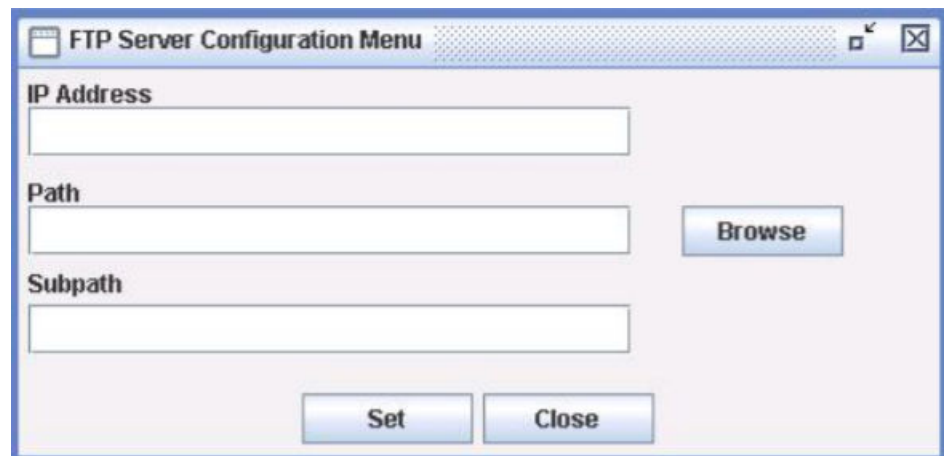 FTP Server Configuration Menu
IP Address
Path
Browse
Subpath
Set Close